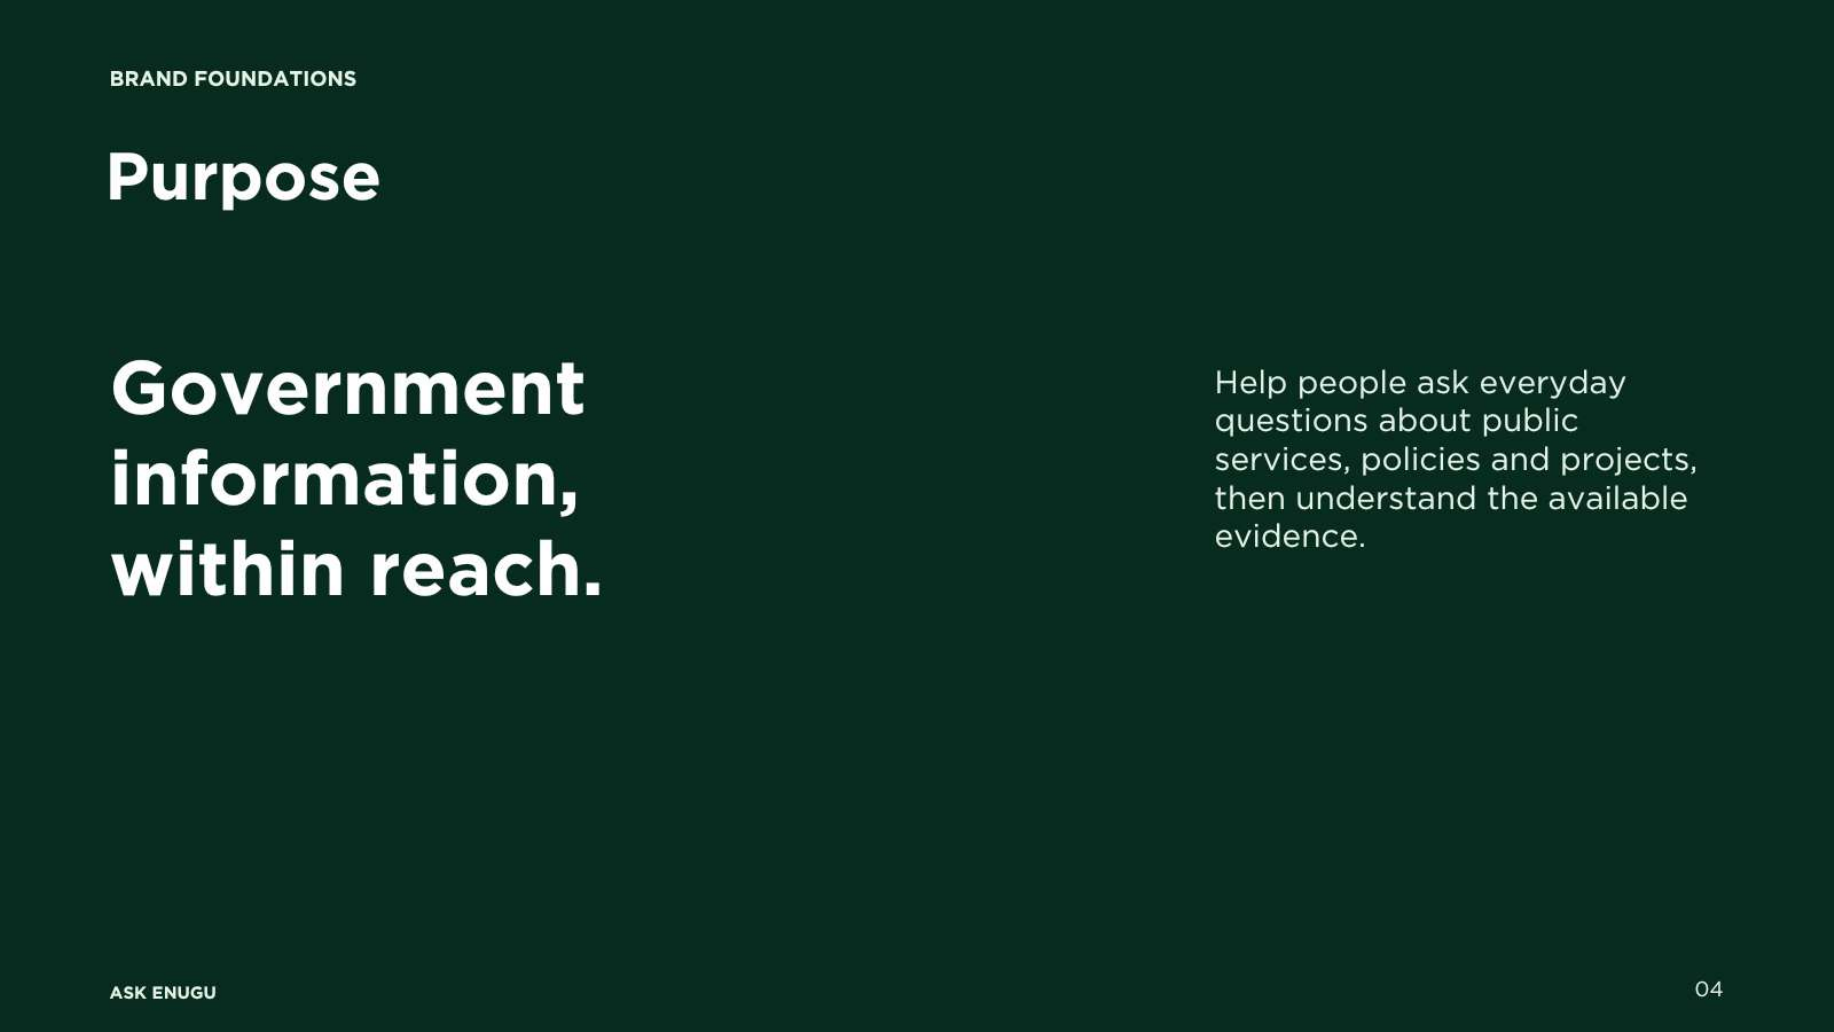 BRAND FOUNDATIONS
Purpose
Government
information,
within reach.
Help people ask everyday
questions about public
services, policies and projects,
then understand the available
evidence.
ASK ENUGU
04